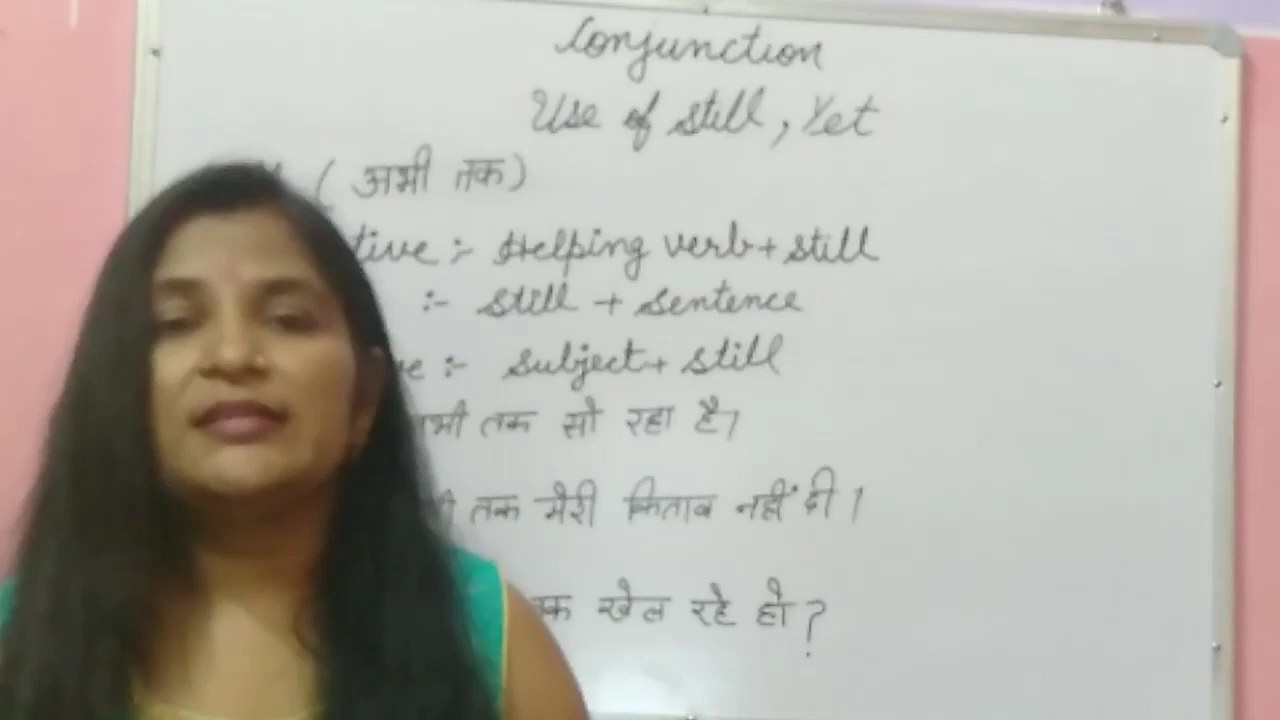 Conjunction
Use of still, Yet
( अभी तक)
tive :- Helping verb + still
:- still + sentence
ve :- subject + still
भी तक सो रहा है।
तक मेरी किताब नहीं दी ।
क खेल रहे हो ?